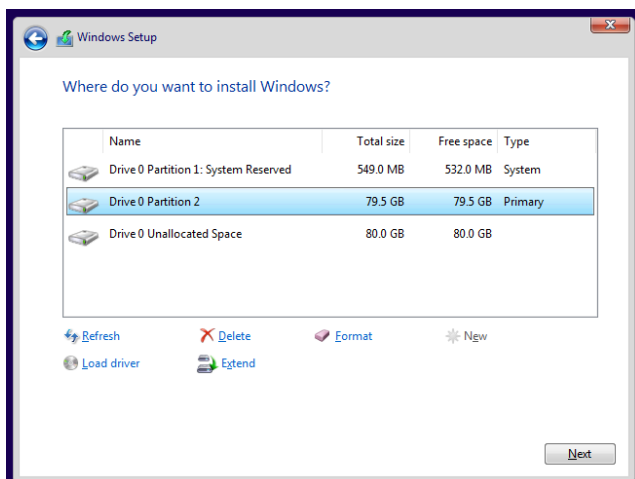 Windows Setup
Where do you want to install Windows?
Name Total size Free space Type
Drive 0 Partition 1: System Reserved 549.0 MB 532.0 MB System
Drive 0 Partition 2 79.5 GB 79.5 GB Primary
Drive 0 Unallocated Space 80.0 GB 80.0 GB
Refresh Delete Format New
Load driver Extend
Next